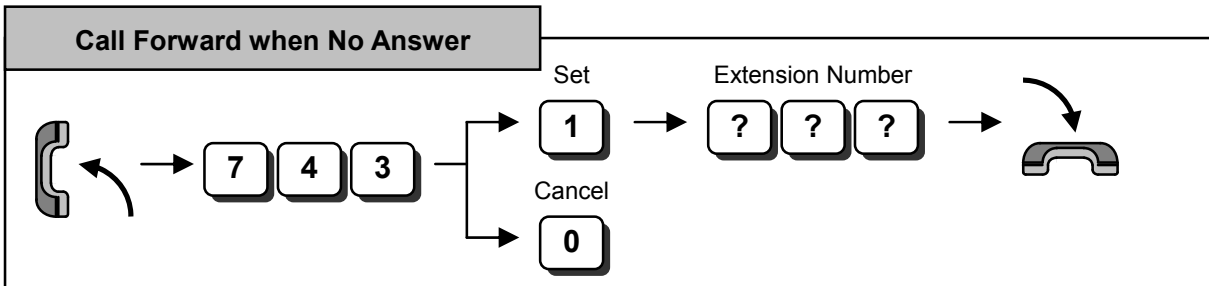 Call Forward when No Answer
Set
Extension Number
7 4 3
1
? ? ?
Cancel
0